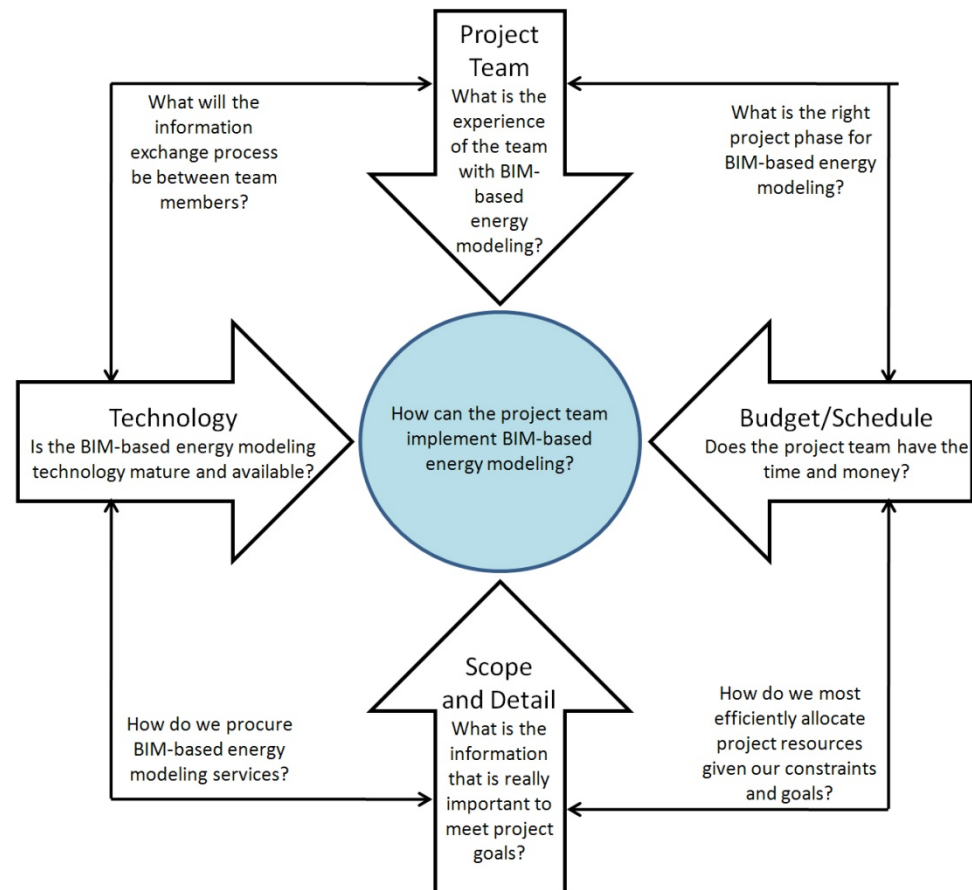 Project
Team
What is the
experience
of the team
with BIM-
based
energy
modeling?
What will the
information
exchange process
be between team
members?
What is the right
project phase for
BIM-based energy
modeling?
Technology
Is the BIM-based energy modeling
technology mature and available?
How can the project team
implement BIM-based
energy modeling?
Budget/Schedule
Does the project team have the
time and money?
How do we procure
BIM-based energy
modeling services?
Scope
and Detail
What is the
information
that is really
important to
meet project
goals?
How do we most
efficiently allocate
project resources
given our constraints
and goals?